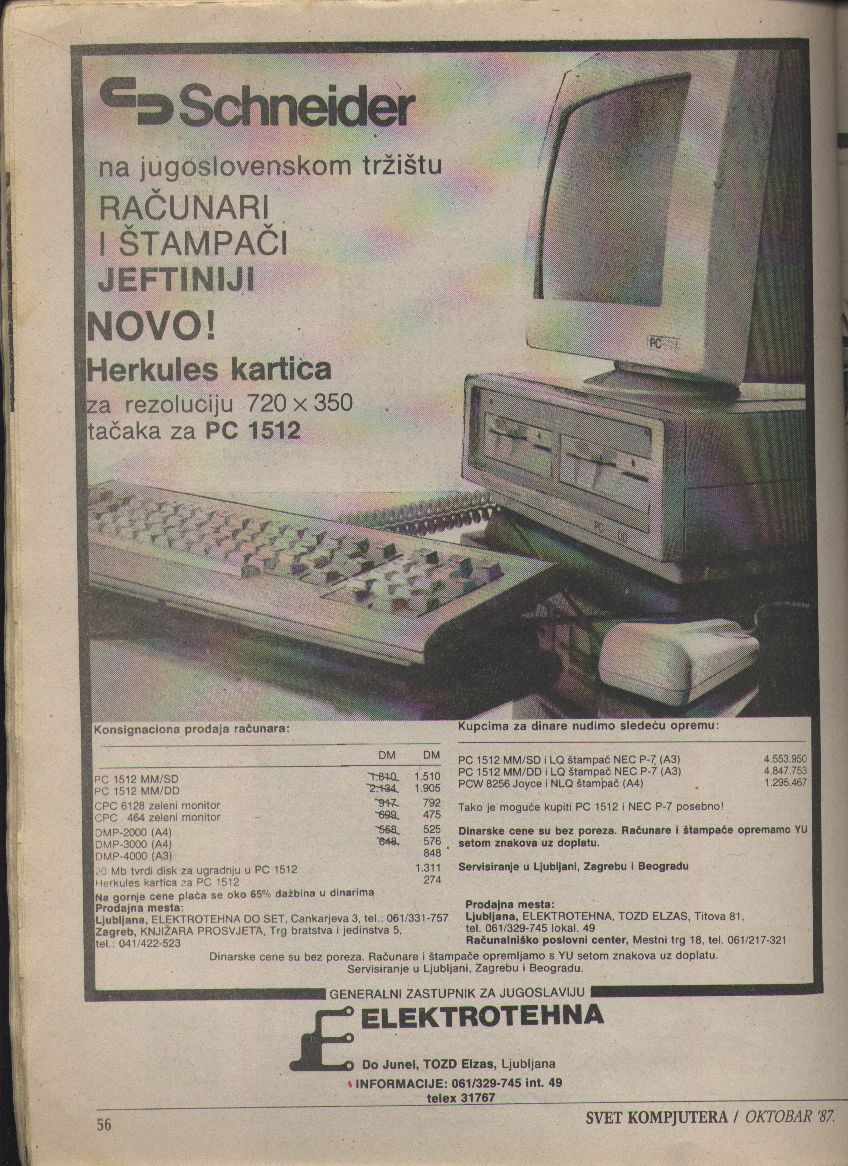 Schneider
na jugoslovenskom tržištu
RAČUNARI
I ŠTAMPAČI
JEFTINIJI
NOVO!
Herkules kartica
za rezoluciju 720 × 350
tačaka za PC 1512
PC
PC DD
Konsignaciona prodaja računara:
DM DM
PC 1512 MM/SD 1.810 1.510
PC 1512 MM/DD 2.134 1.905
CPC 6128 zeleni monitor 917 792
CPC 464 zeleni monitor 699 475
DMP-2000 (A4) 558 525
DMP-3000 (A4) 648 576
DMP-4000 (A3) 848
20 Mb tvrdi disk za ugradnju u PC 1512 1.311
Herkules kartica za PC 1512 274
Na gornje cene plaća se oko 65% dažbina u dinarima
Prodajna mesta:
Ljubljana, ELEKTROTEHNA DO SET, Cankarjeva 3, tel.: 061/331-757
Zagreb, KNJIŽARA PROSVJETA, Trg bratstva i jedinstva 5,
tel.: 041/422-523
Kupcima za dinare nudimo sledeću opremu:
PC 1512 MM/SD i LQ štampač NEC P-7 (A3) 4.553.950
PC 1512 MM/DD i LQ štampač NEC P-7 (A3) 4.847.753
PCW 8256 Joyce i NLQ štampač (A4) 1.295.467
Tako je moguće kupiti PC 1512 i NEC P-7 posebno!
Dinarske cene su bez poreza. Računare i štampače opremamo YU
setom znakova uz doplatu.
Servisiranje u Ljubljani, Zagrebu i Beogradu
Prodajna mesta:
Ljubljana, ELEKTROTEHNA, TOZD ELZAS, Titova 81,
tel. 061/329-745 lokal. 49
Računalniško poslovni center, Mestni trg 18, tel. 061/217-321
Dinarske cene su bez poreza. Računare i štampače opremljamo s YU setom znakova uz doplatu.
Servisiranje u Ljubljani, Zagrebu i Beogradu.
GENERALNI ZASTUPNIK ZA JUGOSLAVIJU
ELEKTROTEHNA
Do Junel, TOZD Elzas, Ljubljana
INFORMACIJE: 061/329-745 int. 49
telex 31767
56
SVET KOMPJUTERA / OKTOBAR '87.